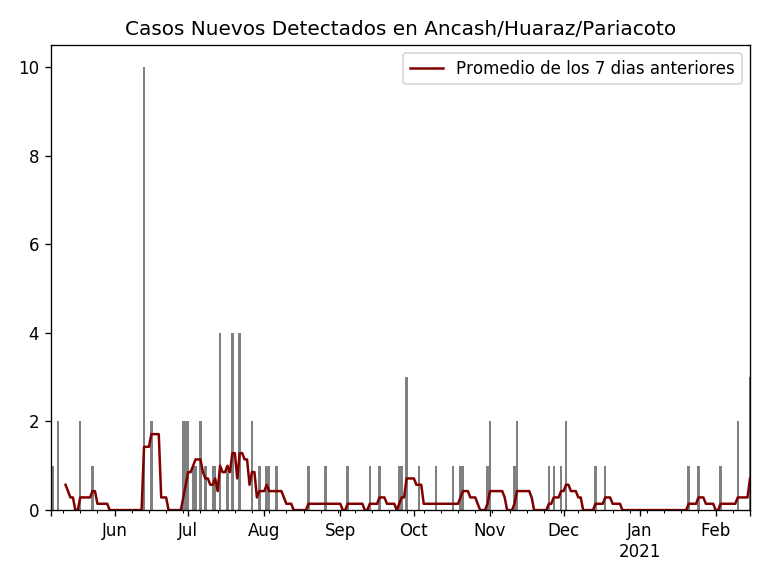 Casos Nuevos Detectados en Ancash/Huaraz/Pariacoto
Promedio de los 7 dias anteriores
10
8
6
4
2
0
Jun Jul Aug Sep Oct Nov Dec Jan Feb
2021